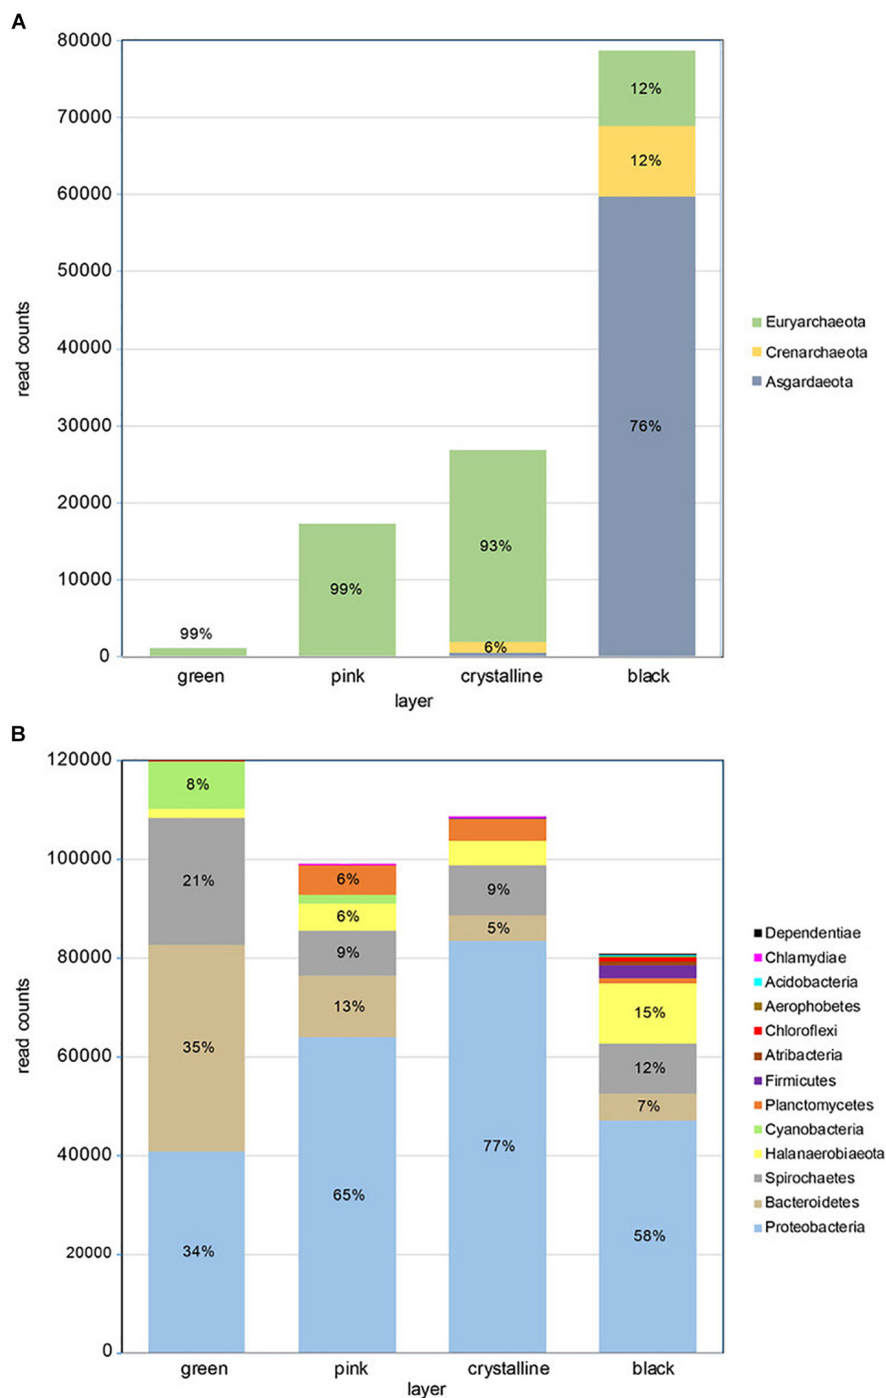 A
80000
70000
60000
50000
40000
30000
20000
10000
0
read counts
12%
12%
76%
93%
6%
99%
99%
green pink crystalline black
layer
Euryarchaeota
Crenarchaeota
Asgardaeota
B
120000
100000
80000
60000
40000
20000
0
read counts
8%
21%
35%
34%
6%
6%
9%
13%
65%
9%
5%
77%
15%
12%
7%
58%
green pink crystalline black
layer
Dependentiae
Chlamydiae
Acidobacteria
Aerophobetes
Chloroflexi
Atribacteria
Firmicutes
Planctomycetes
Cyanobacteria
Halanaerobiaeota
Spirochaetes
Bacteroidetes
Proteobacteria